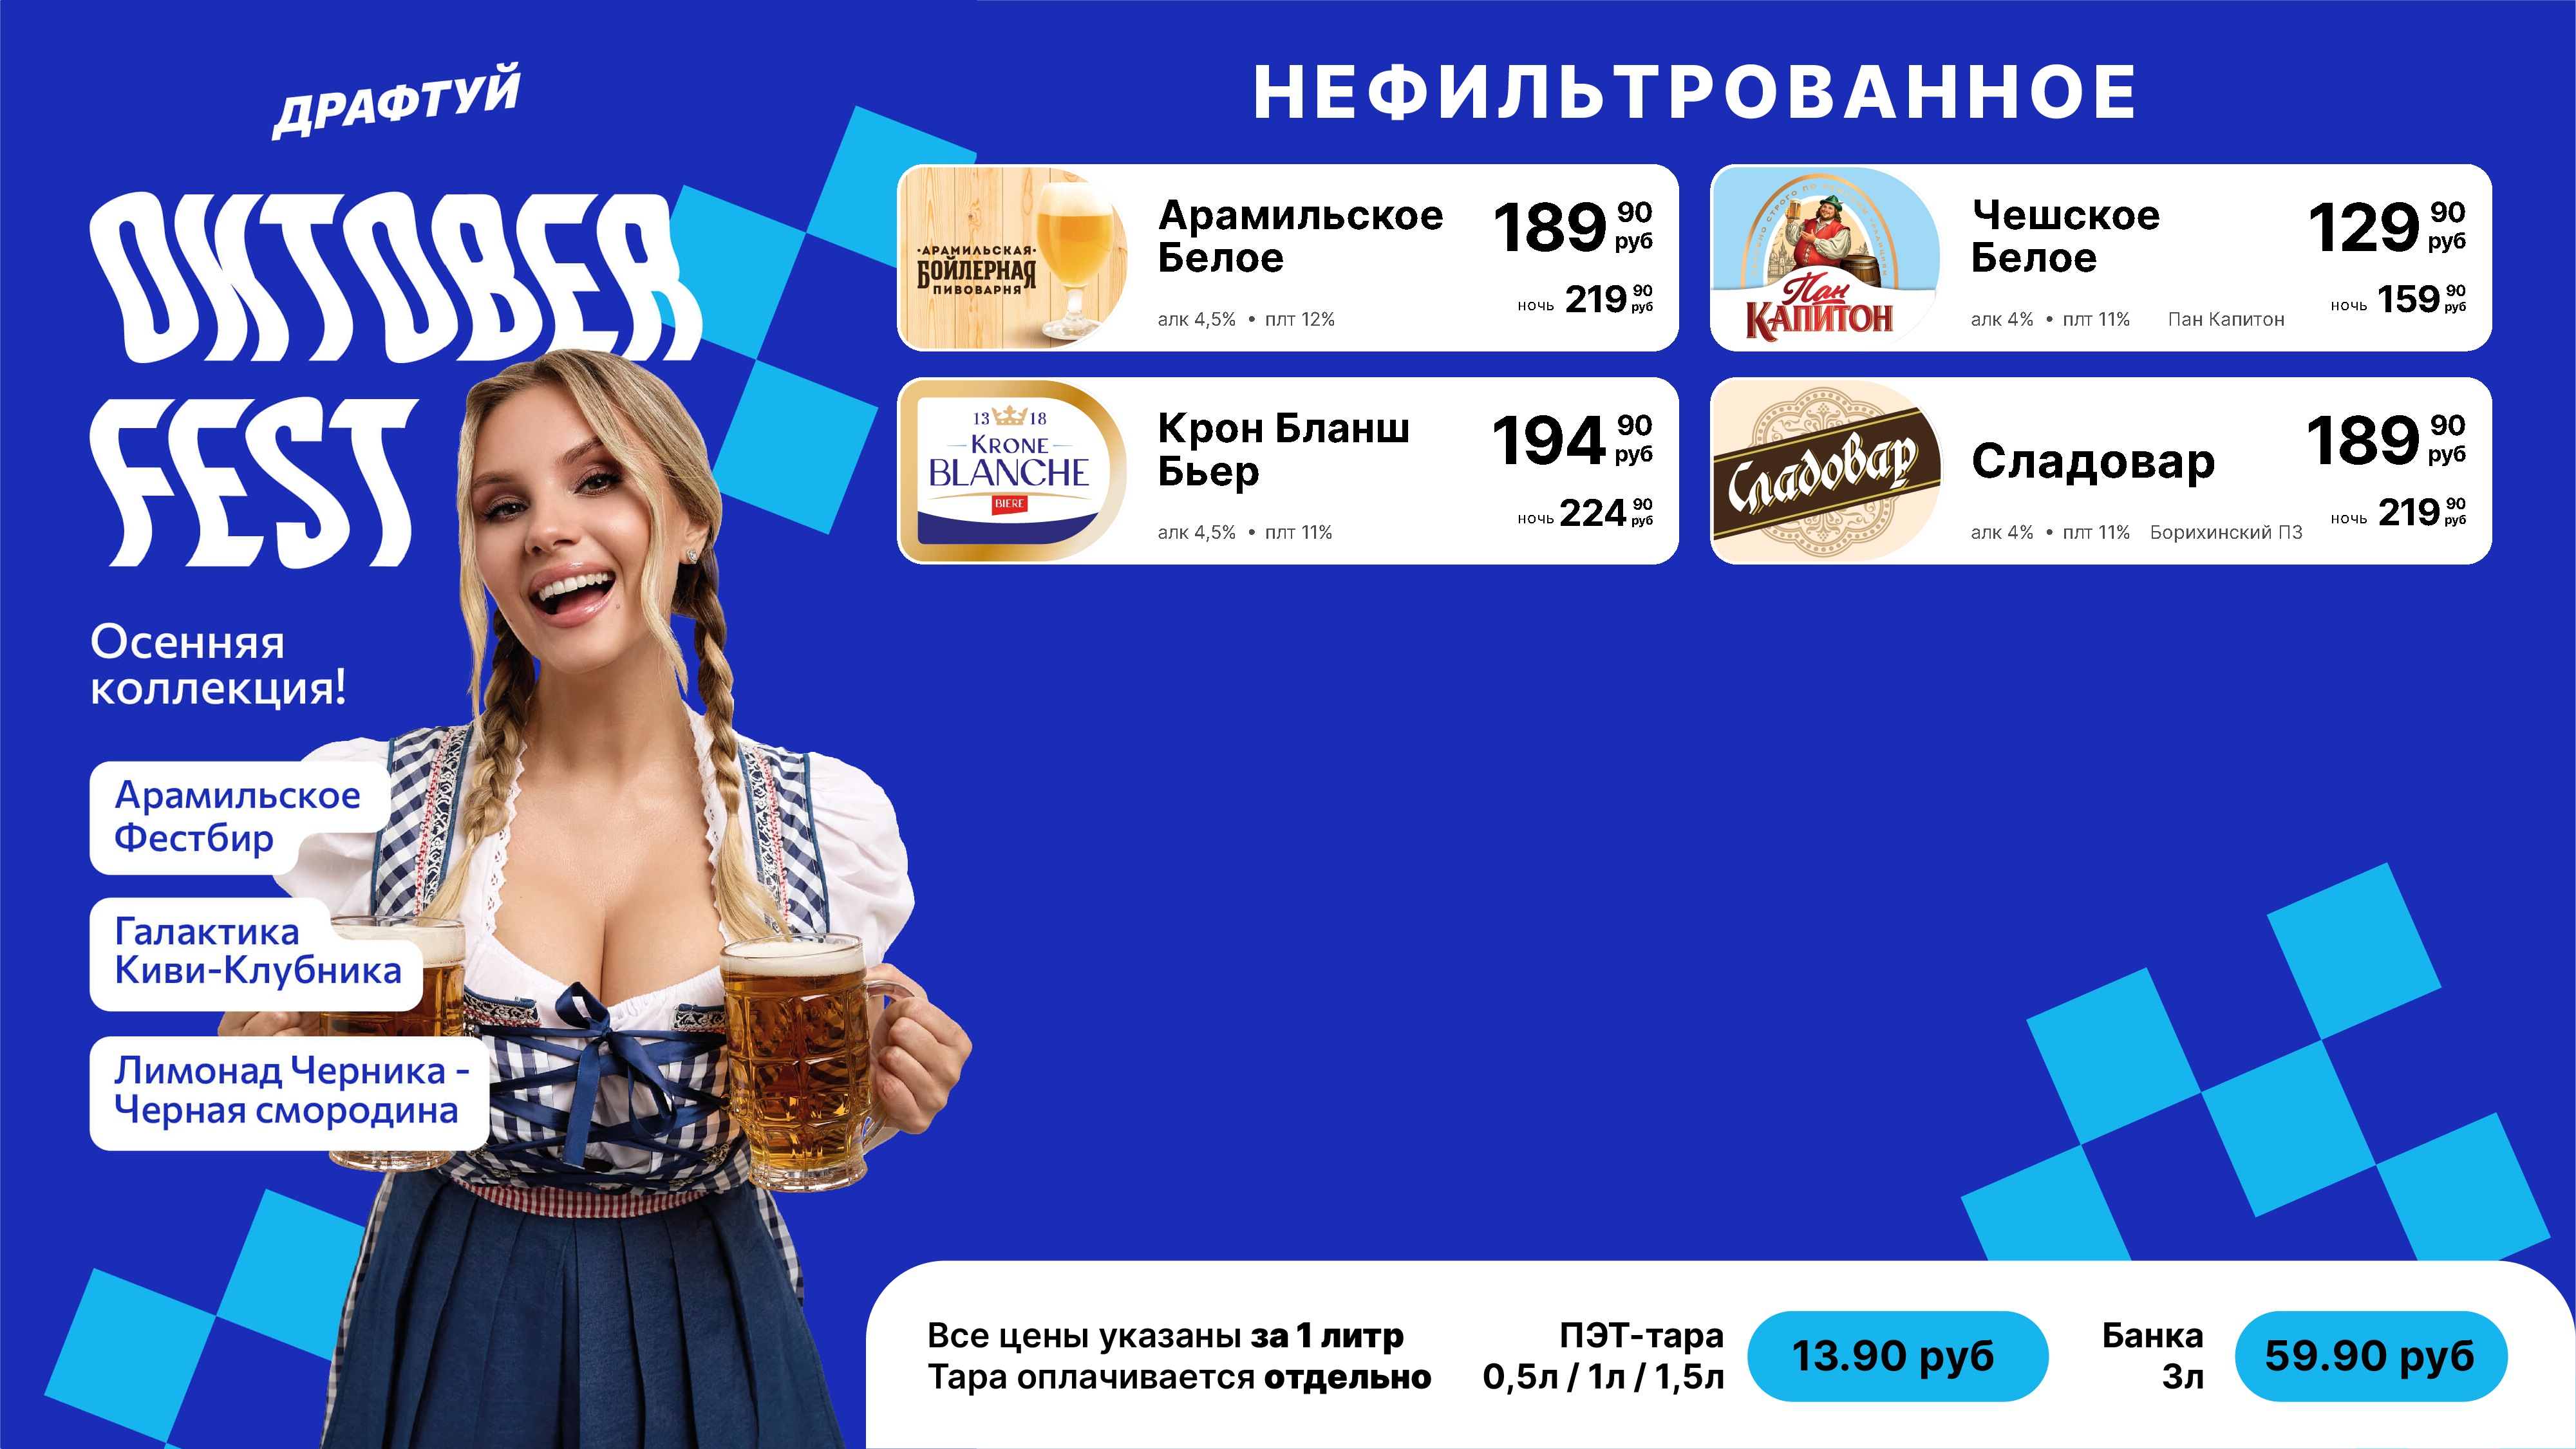 ДРАФТУЙ
OKTOBER
FEST
Осенняя
коллекция!
Арамильское
Фестбир
Галактика
Киви-Клубника
Лимонад Черника -
Черная смородина
НЕФИЛЬТРОВАННОЕ
·АРАМИЛЬСКАЯ·
БОЙЛЕРНАЯ
ПИВОВАРНЯ
Арамильское
Белое
189 90 руб
алк 4,5% • плт 12%
ночь 219 90 руб
Пан
КАПИТОН
Чешское
Белое
129 90 руб
алк 4% • плт 11% Пан Капитон
ночь 159 90 руб
13 18
KRONE
BLANCHE
BIERE
Крон Бланш
Бьер
194 90 руб
алк 4,5% • плт 11%
ночь 224 90 руб
Сладовар
Сладовар
189 90 руб
алк 4% • плт 11% Борихинский ПЗ
ночь 219 90 руб
Все цены указаны за 1 литр
Тара оплачивается отдельно
ПЭТ-тара
0,5л / 1л / 1,5л
13.90 руб
Банка
3л
59.90 руб